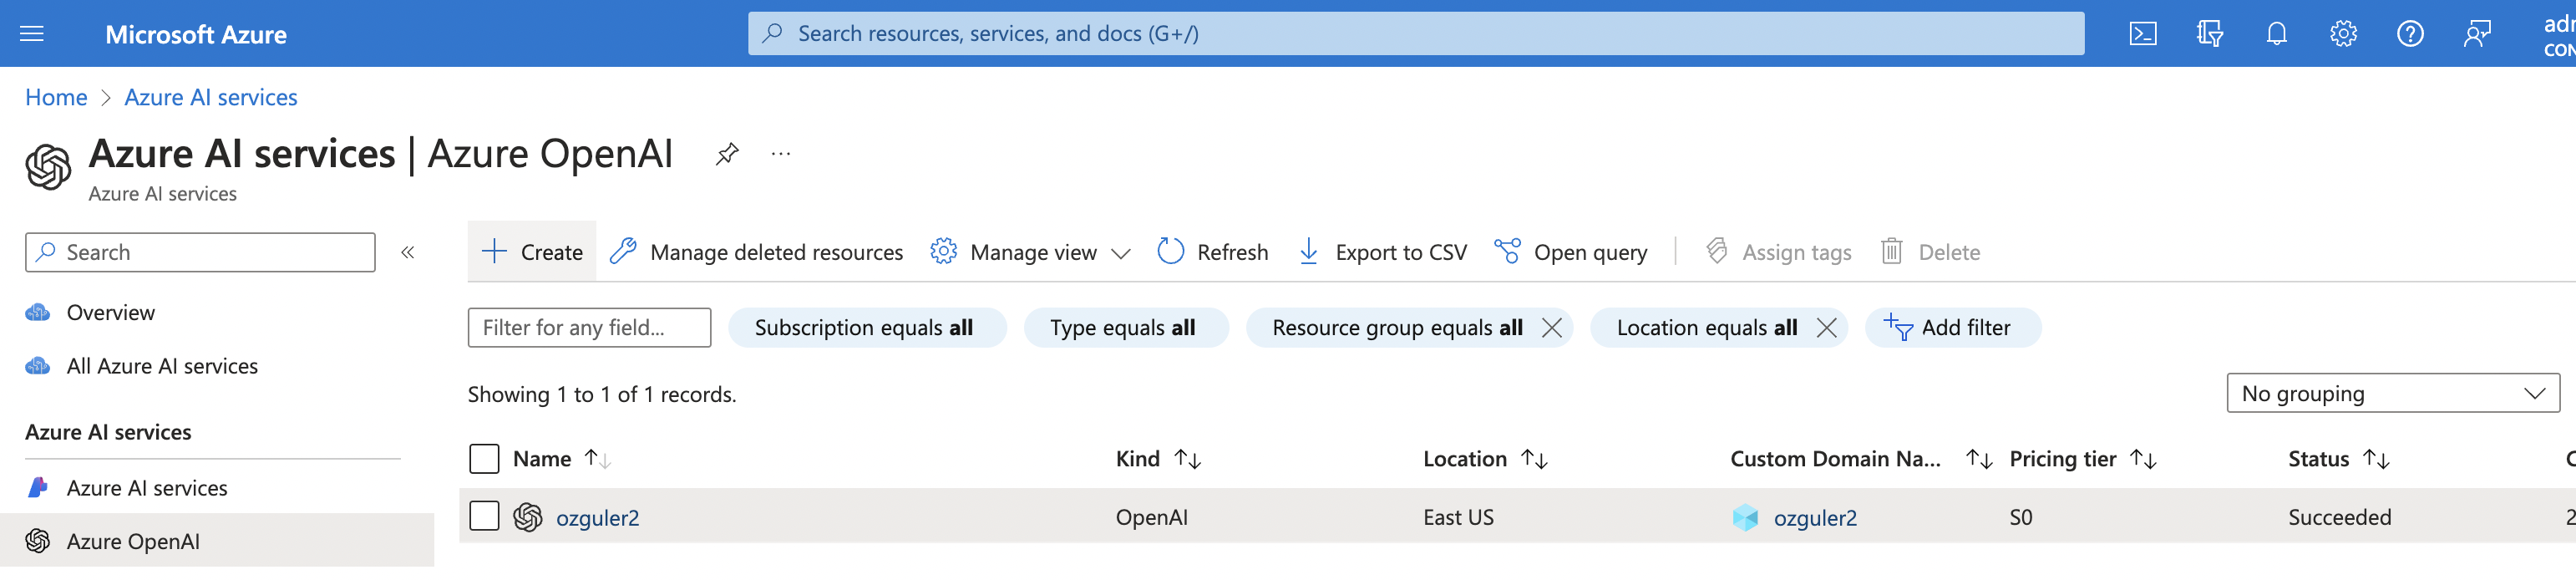 Microsoft Azure
Search resources, services, and docs (G+/)
Home > Azure AI services
Azure AI services | Azure OpenAI
...
Azure AI services
Search
«
Create
Manage deleted resources
Manage view
Refresh
Export to CSV
Open query
Assign tags
Delete
Overview
All Azure AI services
Azure AI services
Azure AI services
Azure OpenAI
Filter for any field...
Subscription equals all
Type equals all
Resource group equals all
Location equals all
Add filter
Showing 1 to 1 of 1 records.
No grouping
Name Kind Location Custom Domain Na... Pricing tier Status
ozguler2 OpenAI East US ozguler2 S0 Succeeded